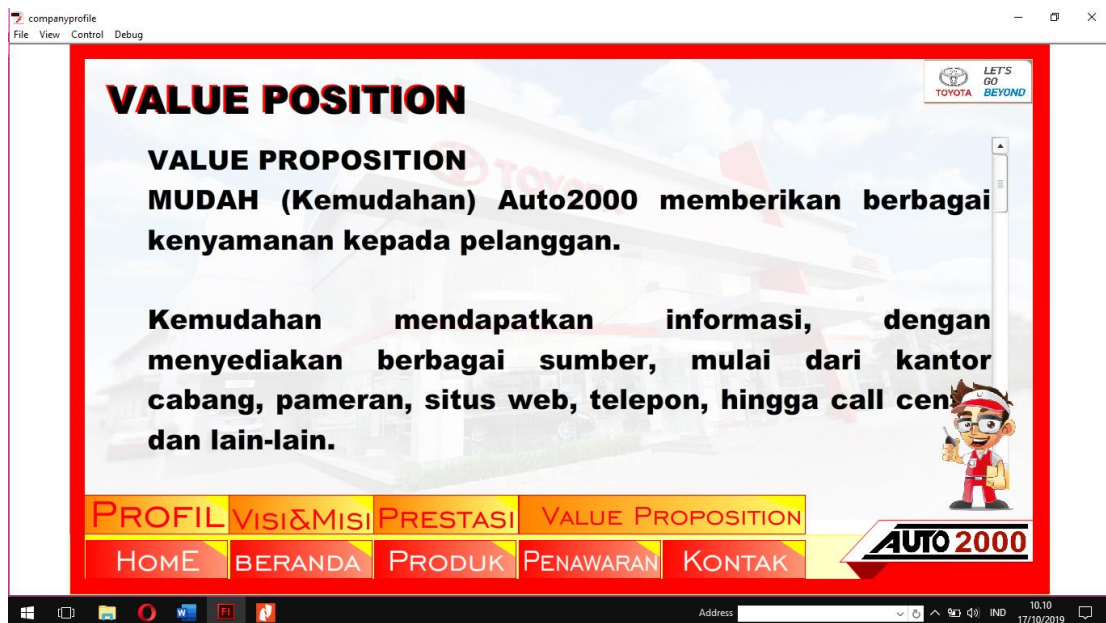 companyprofile
File View Control Debug
VALUE POSITION
TOYOTA
LET'S
GO
BEYOND
VALUE PROPOSITION
MUDAH (Kemudahan) Auto2000 memberikan berbagai
kenyamanan kepada pelanggan.
Kemudahan mendapatkan informasi, dengan
menyediakan berbagai sumber, mulai dari kantor
cabang, pameran, situs web, telepon, hingga call cen
dan lain-lain.
PROFIL VISI&MISI PRESTASI VALUE PROPOSITION
HOME BERANDA PRODUK PENAWARAN KONTAK
AUTO 2000
Address
IND
10.10
17/10/2019